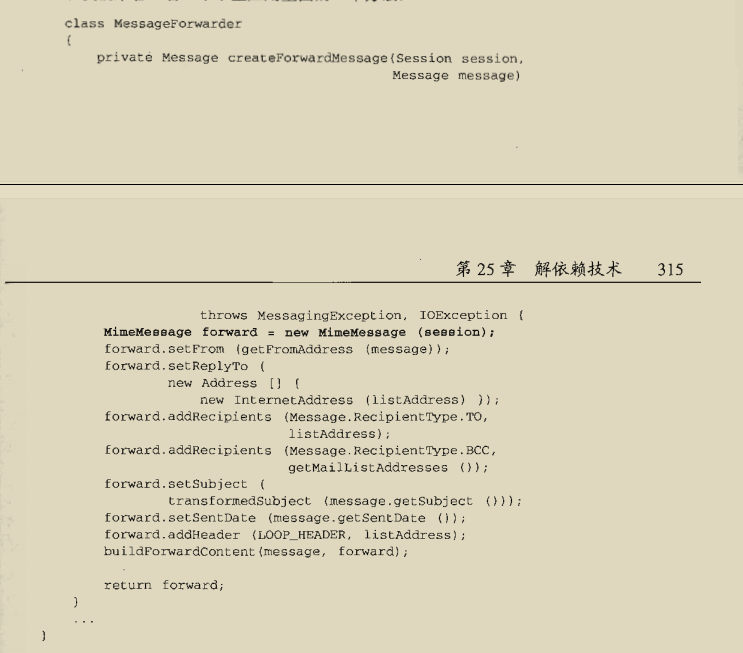 class MessageForwarder
{
private Message createForwardMessage(Session session,
Message message)
第 25 章 解依赖技术 315
throws MessagingException, IOException {
MimeMessage forward = new MimeMessage (session);
forward.setFrom (getFromAddress (message));
forward.setReplyTo (
new Address [] {
new InternetAddress (listAddress) });
forward.addRecipients (Message.RecipientType.TO,
listAddress);
forward.addRecipients (Message.RecipientType.BCC,
getMailListAddresses ());
forward.setSubject (
transformedSubject (message.getSubject ()));
forward.setSentDate (message.getSentDate ());
forward.addHeader (LOOP_HEADER, listAddress);
buildForwardContent(message, forward);
return forward;
}
...
}